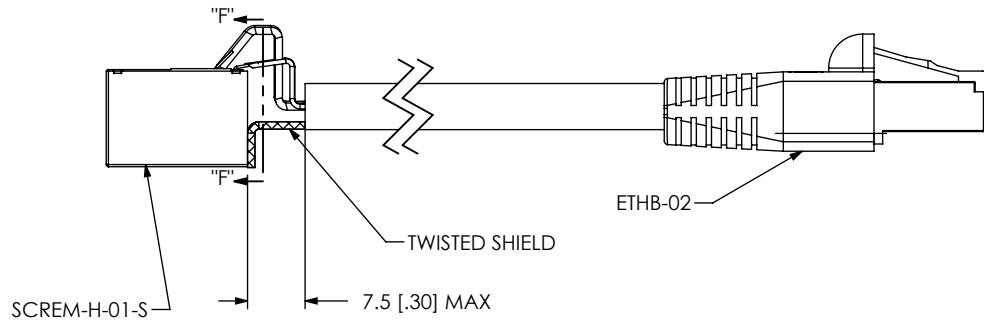 "F"
"F"
ETHB-02
TWISTED SHIELD
7.5 [.30] MAX
SCREM-H-01-S